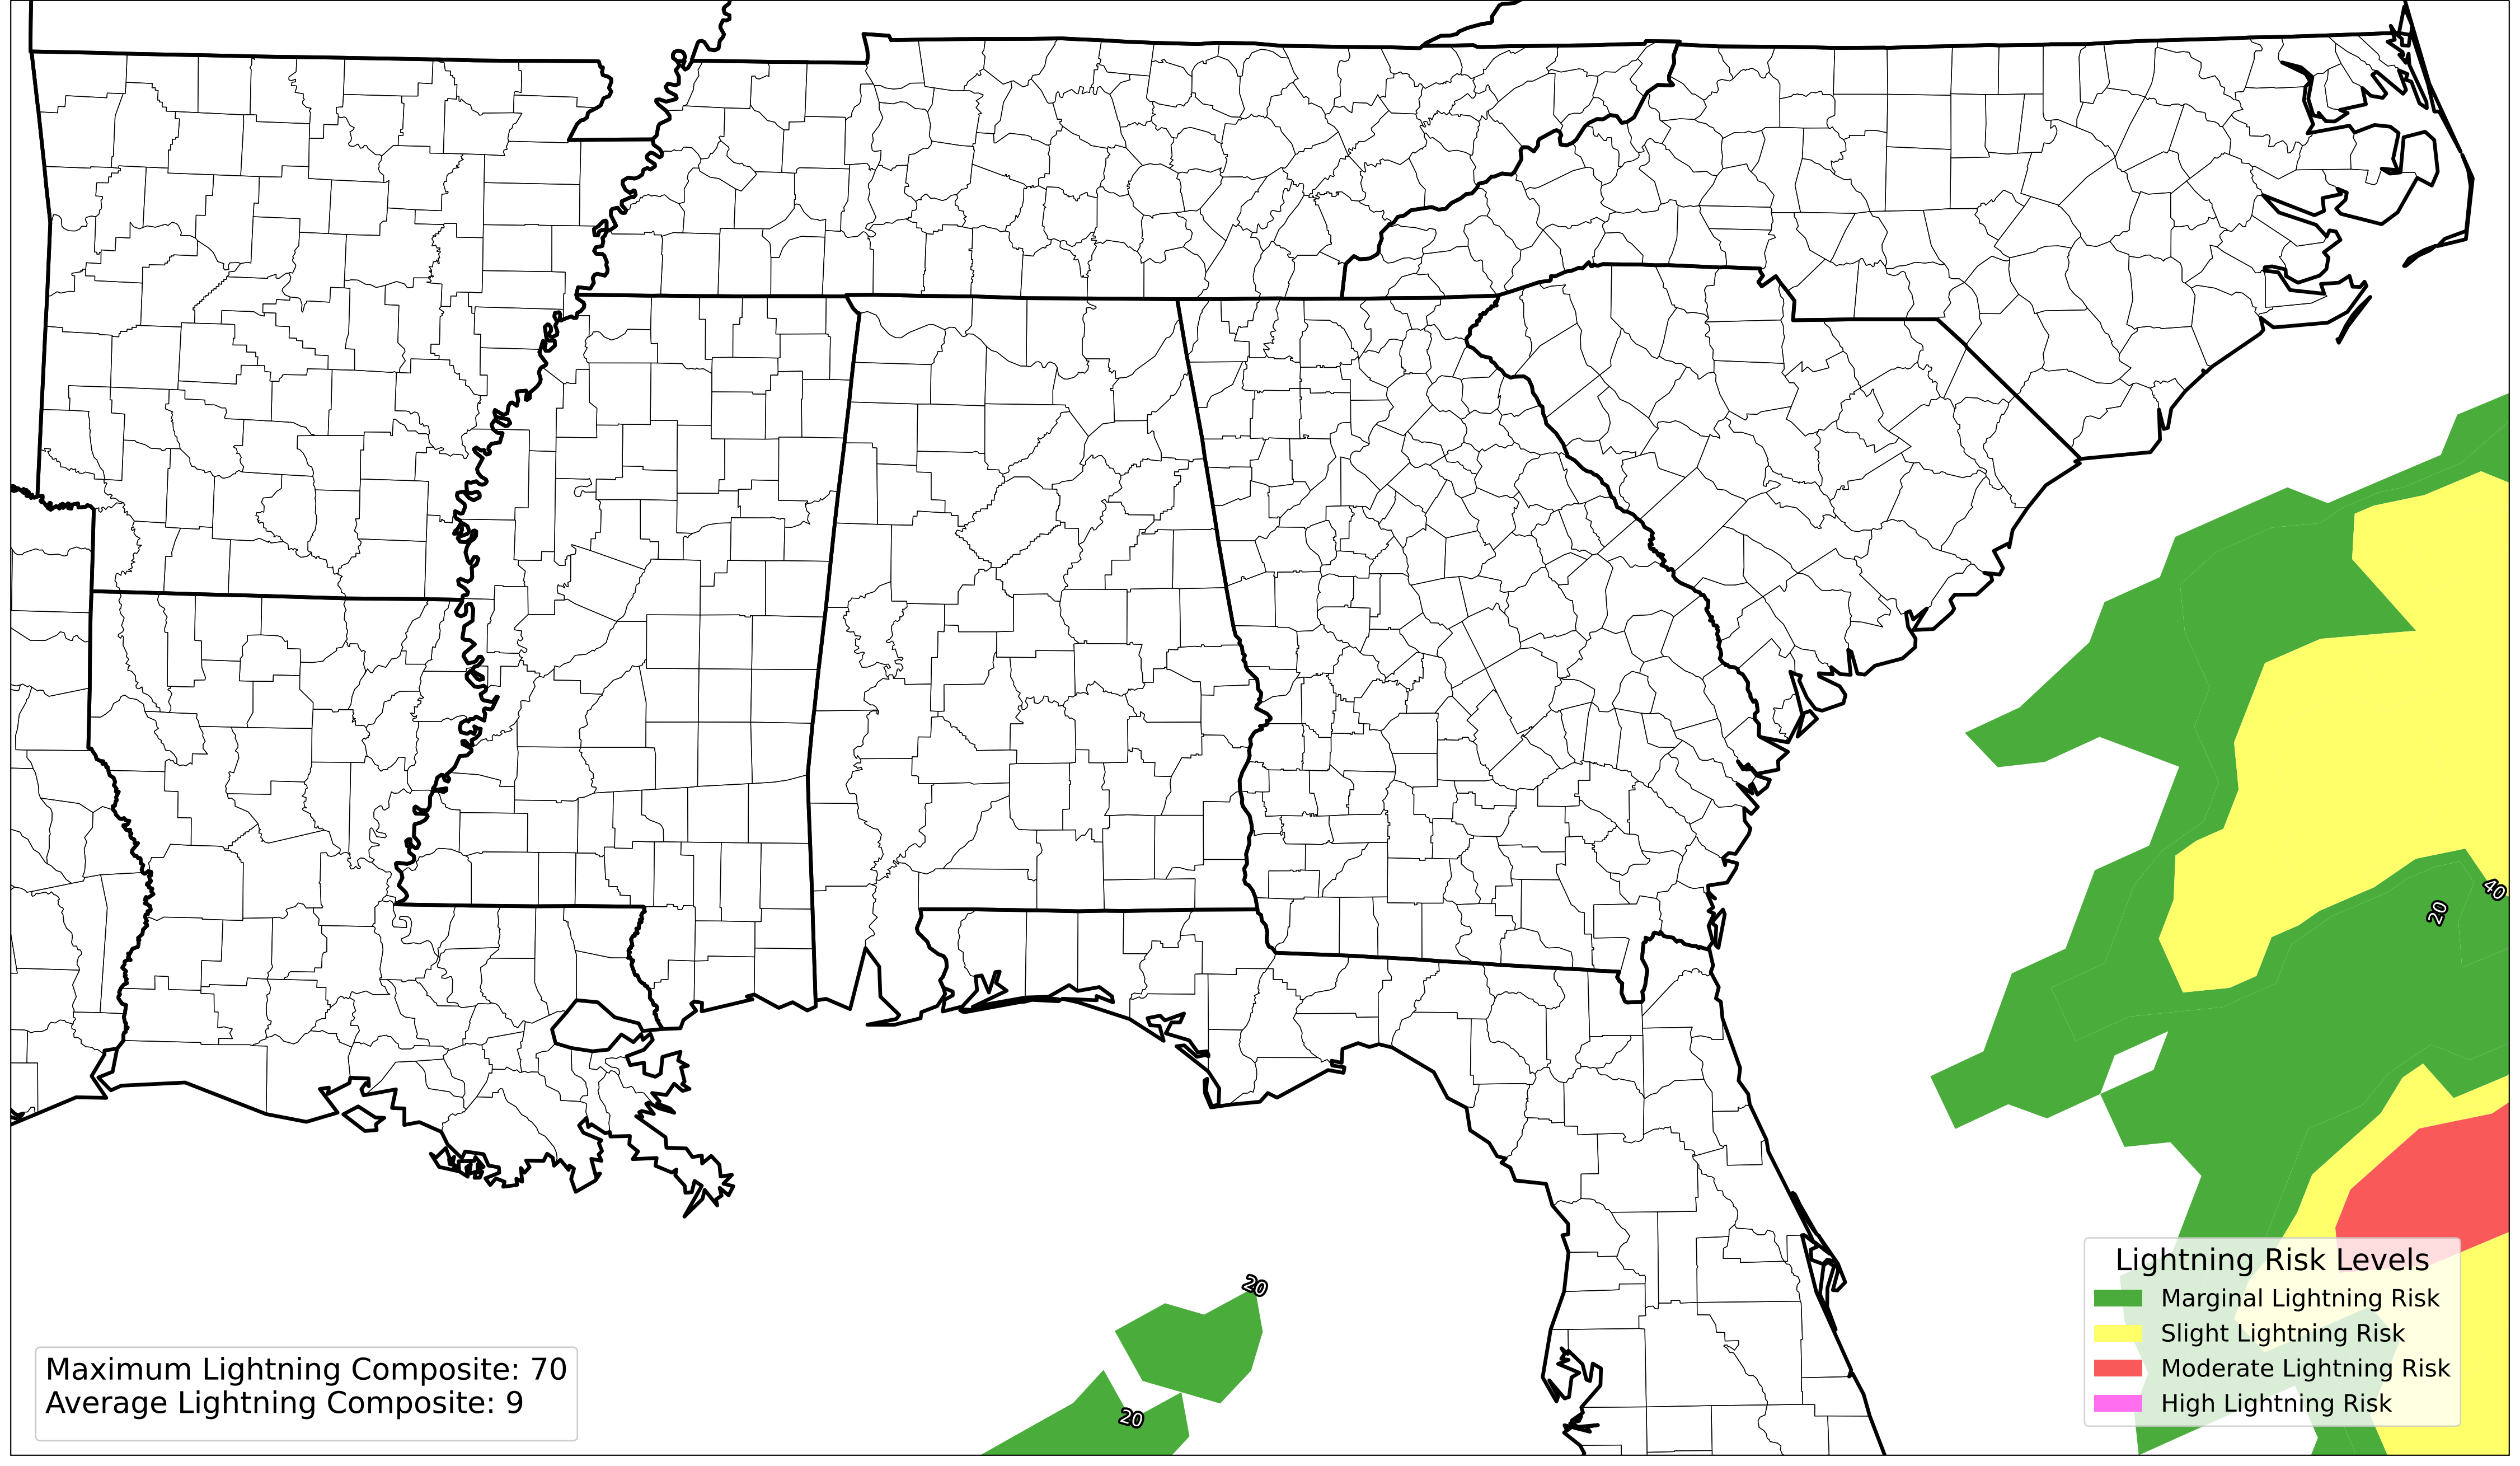 40
20
Lightning Risk Levels
Marginal Lightning Risk
Slight Lightning Risk
Moderate Lightning Risk
High Lightning Risk
20
20
Maximum Lightning Composite: 70
Average Lightning Composite: 9